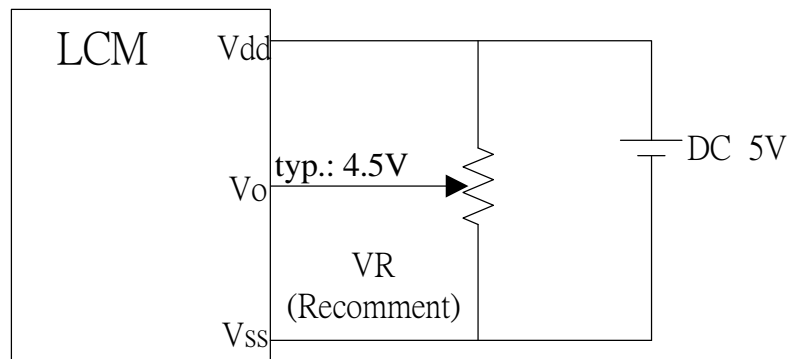 LCM
Vdd
DC 5V
typ.: 4.5V
Vo
VR
(Recomment)
Vss